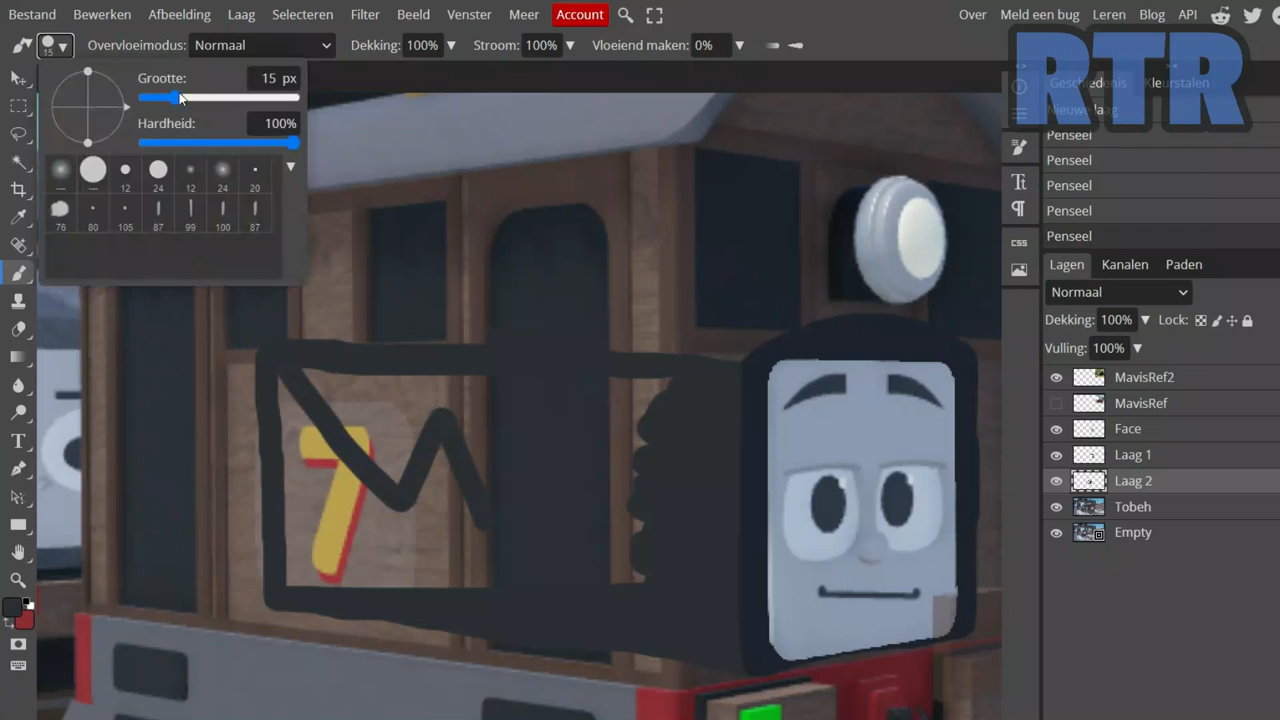 Bestand Bewerken Afbeelding Laag Selecteren Filter Beeld Venster Meer Account Over Meld een bug Leren Blog API
15 Overvloeimodus: Normaal Dekking: 100% Stroom: 100% Vloeiend maken: 0%
RTR
Grootte: 15 px
Hardheid: 100%
--- --- 12 24 12 24 20
76 80 105 87 99 100 87
7
Geschiedenis Kleurstalen
Nieuwe laag
Penseel
Penseel
Penseel
Penseel
Penseel
Lagen Kanalen Paden
Normaal
Dekking: 100% Lock:
Vulling: 100%
MavisRef2
MavisRef
Face
Laag 1
Laag 2
Tobeh
Empty
CSS